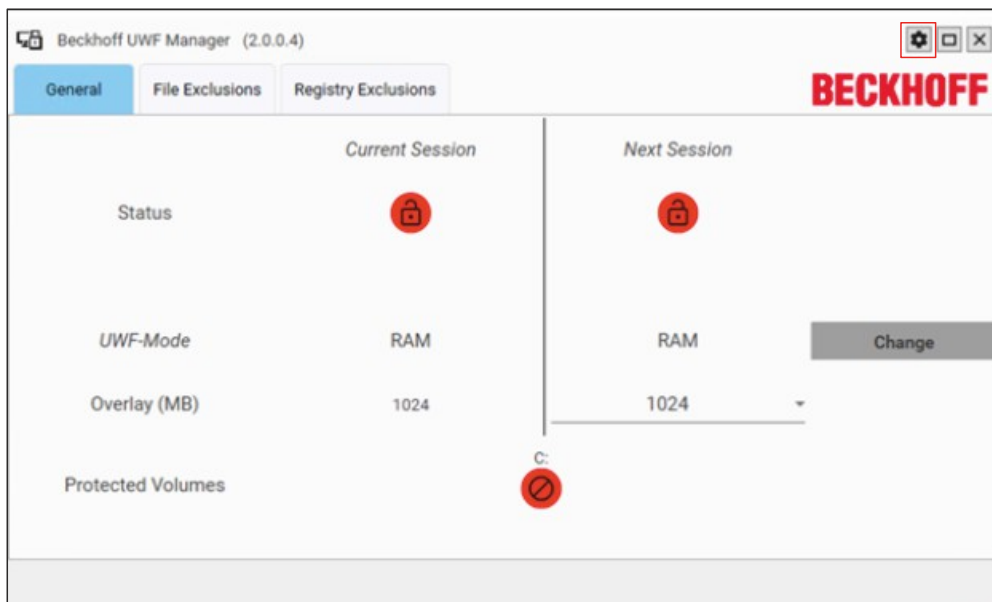 Beckhoff UWF Manager (2.0.0.4)
General File Exclusions Registry Exclusions
BECKHOFF
Current Session Next Session
Status
UWF-Mode RAM RAM Change
Overlay (MB) 1024 1024
C:
Protected Volumes